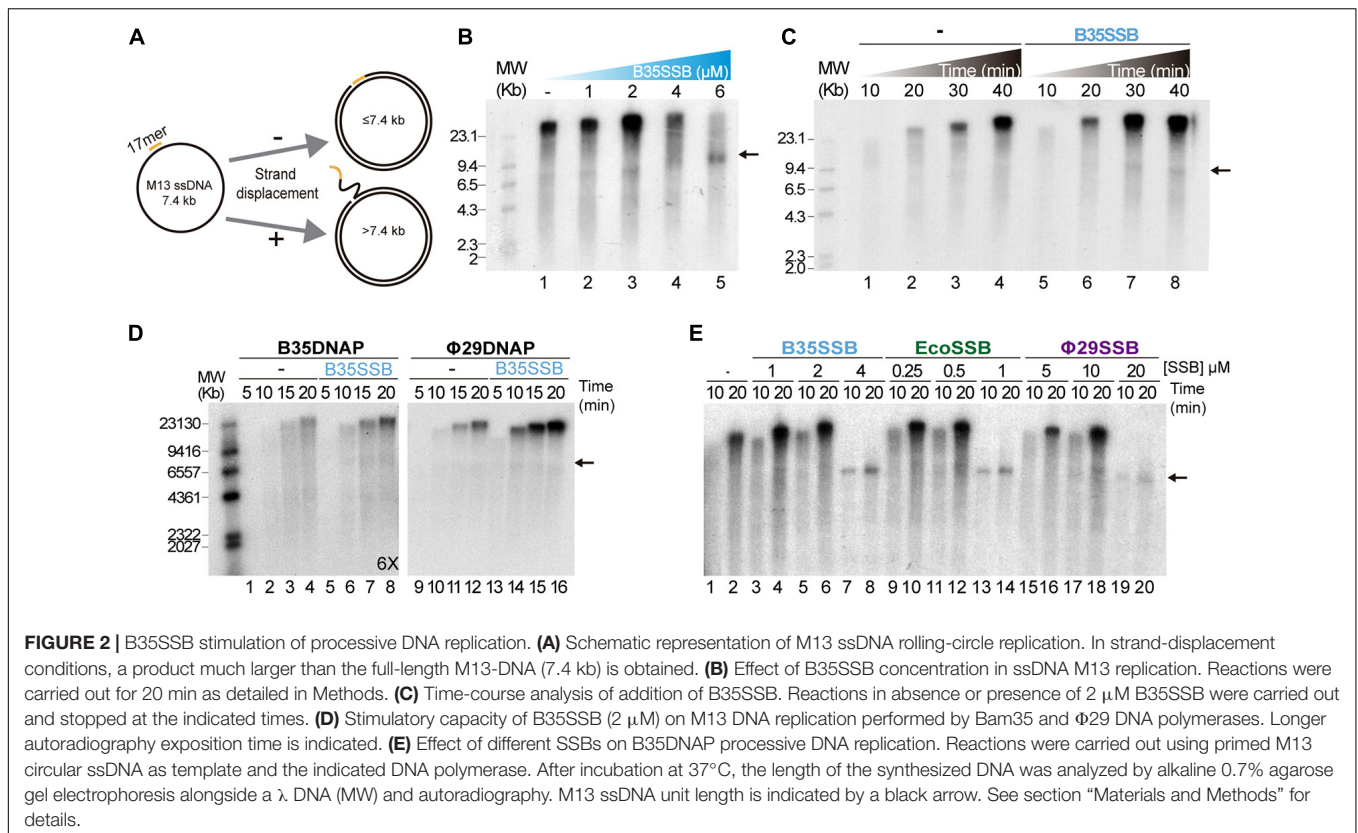 A
17mer
M13 ssDNA
7.4 kb
-
Strand
displacement
+
≤7.4 kb
>7.4 kb
B
B35SSB (µM)
MW
(Kb)
- 1 2 4 6
23.1
9.4
6.5
4.3
2.3
2
1 2 3 4 5
C
- B35SSB
Time (min) Time (min)
MW
(Kb)
10 20 30 40 10 20 30 40
23.1
9.4
6.5
4.3
2.3
2.0
1 2 3 4 5 6 7 8
D
B35DNAP Φ29DNAP
- B35SSB - B35SSB
MW
(Kb)
5 10 15 20 5 10 15 20 5 10 15 20 5 10 15 20 Time
(min)
23130
9416
6557
4361
2322
2027
6X
1 2 3 4 5 6 7 8 9 10 11 12 13 14 15 16
E
B35SSB EcoSSB Φ29SSB
- 1 2 4 0.25 0.5 1 5 10 20 [SSB] µM
10 20 10 20 10 20 10 20 10 20 10 20 10 20 10 20 10 20 10 20 Time
(min)
1 2 3 4 5 6 7 8 9 10 11 12 13 14 15 16 17 18 19 20
FIGURE 2 | B35SSB stimulation of processive DNA replication. (A) Schematic representation of M13 ssDNA rolling-circle replication. In strand-displacement
conditions, a product much larger than the full-length M13-DNA (7.4 kb) is obtained. (B) Effect of B35SSB concentration in ssDNA M13 replication. Reactions were
carried out for 20 min as detailed in Methods. (C) Time-course analysis of addition of B35SSB. Reactions in absence or presence of 2 µM B35SSB were carried out
and stopped at the indicated times. (D) Stimulatory capacity of B35SSB (2 µM) on M13 DNA replication performed by Bam35 and Φ29 DNA polymerases. Longer
autoradiography exposition time is indicated. (E) Effect of different SSBs on B35DNAP processive DNA replication. Reactions were carried out using primed M13
circular ssDNA as template and the indicated DNA polymerase. After incubation at 37°C, the length of the synthesized DNA was analyzed by alkaline 0.7% agarose
gel electrophoresis alongside a λ DNA (MW) and autoradiography. M13 ssDNA unit length is indicated by a black arrow. See section “Materials and Methods” for
details.